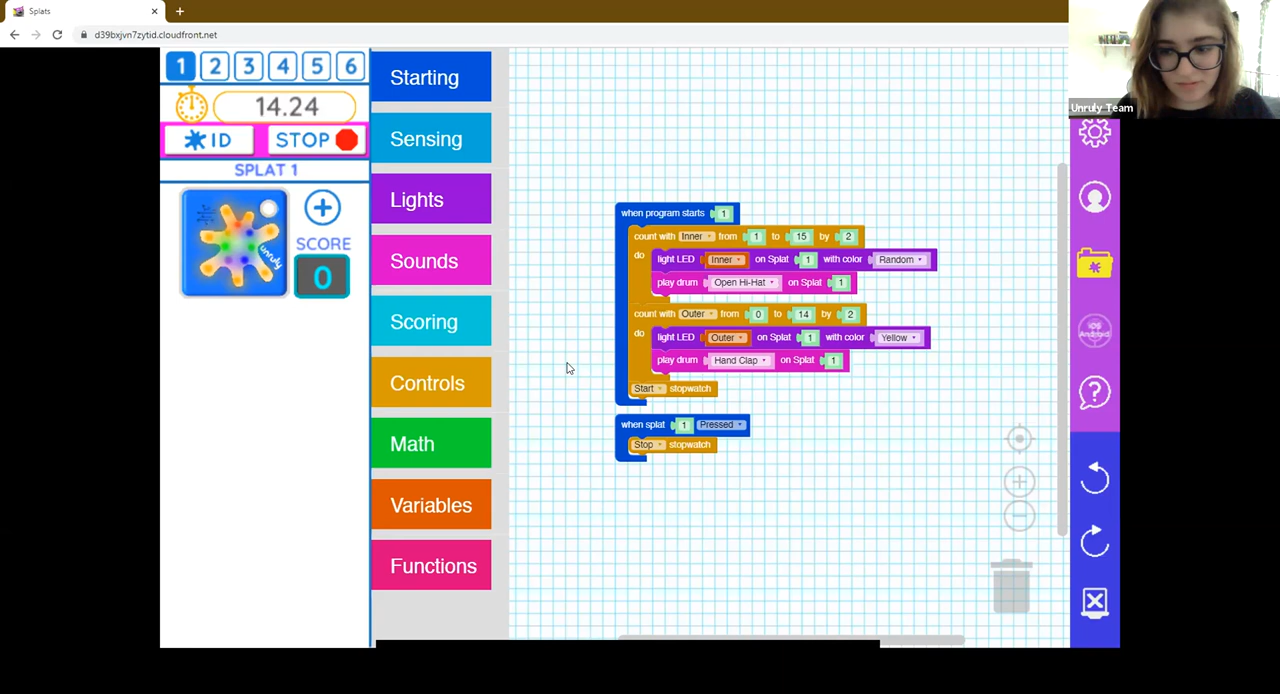 Splats
d39bxjvn7zytid.cloudfront.net
Unruly Team
1 2 3 4 5 6
14.24
ID STOP
SPLAT 1
unruly
SCORE
0
Starting
Sensing
Lights
Sounds
Scoring
Controls
Math
Variables
Functions
when program starts 1
count with Inner from 1 to 15 by 2
do light LED Inner on Splat 1 with color Random
play drum Open Hi-Hat on Splat 1
count with Outer from 0 to 14 by 2
do light LED Outer on Splat 1 with color Yellow
play drum Hand Clap on Splat 1
Start stopwatch
when splat 1 Pressed
Stop stopwatch
iOS
Android